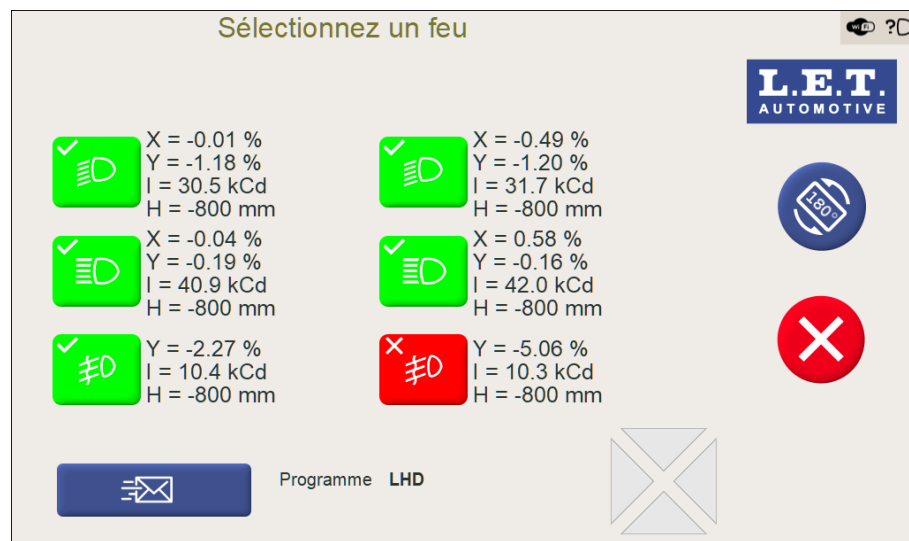 Sélectionnez un feu
WiFi ?
L.E.T.
AUTOMOTIVE
X = -0.01 %
Y = -1.18 %
I = 30.5 kCd
H = -800 mm
X = -0.49 %
Y = -1.20 %
I = 31.7 kCd
H = -800 mm
180°
X = -0.04 %
Y = -0.19 %
I = 40.9 kCd
H = -800 mm
X = 0.58 %
Y = -0.16 %
I = 42.0 kCd
H = -800 mm
Y = -2.27 %
I = 10.4 kCd
H = -800 mm
Y = -5.06 %
I = 10.3 kCd
H = -800 mm
Programme LHD